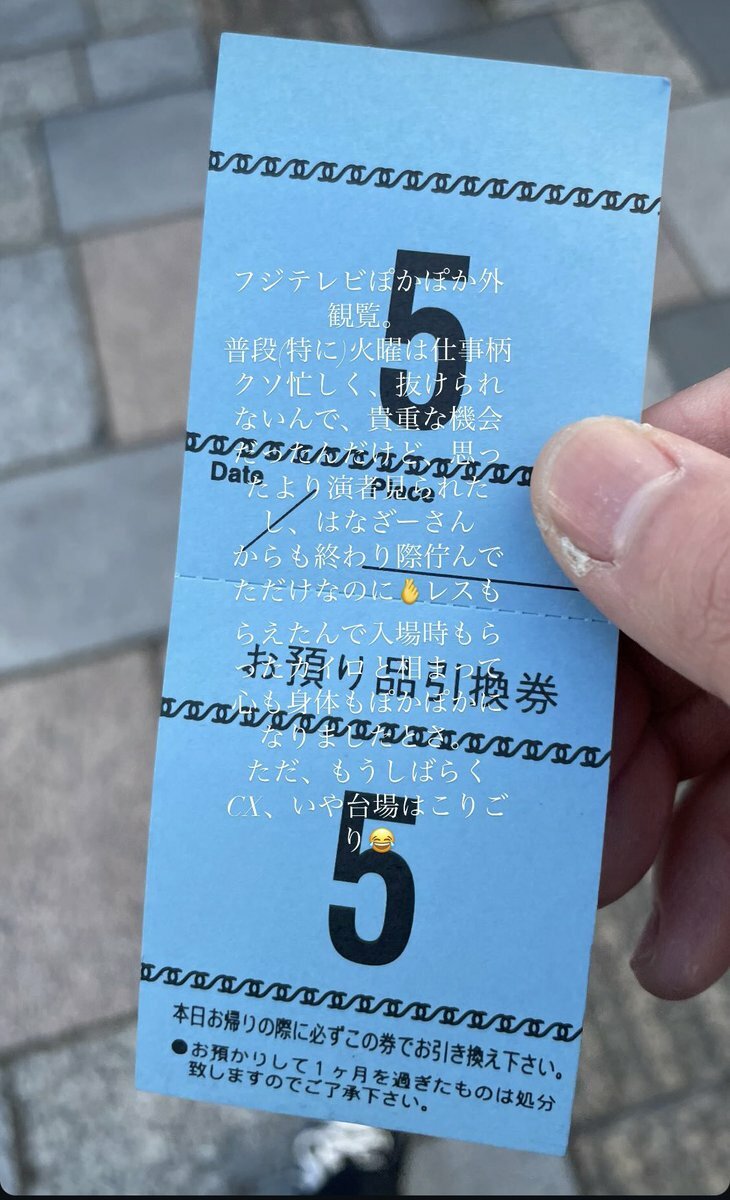 5
フジテレビぽかぽか外
観覧。
普段(特に)火曜は仕事柄
クソ忙しく、抜けられ
ないんで、貴重な機会
だったんだけど、思っ
たより演者見られた
し、はなざーさん
からも終わり際佇んで
ただけなのに🫰レスも
らえたんで入場時もら
ったカイロと相まって
心も身体もぽかぽかに
なりましたとさ。
ただ、もうしばらく
CX、いや台場はこりご
り😂
Date Place
お預り品引換券
5
本日お帰りの際に必ずこの券でお引き換え下さい。
●お預かりして1ヶ月を過ぎたものは処分
致しますのでご了承下さい。